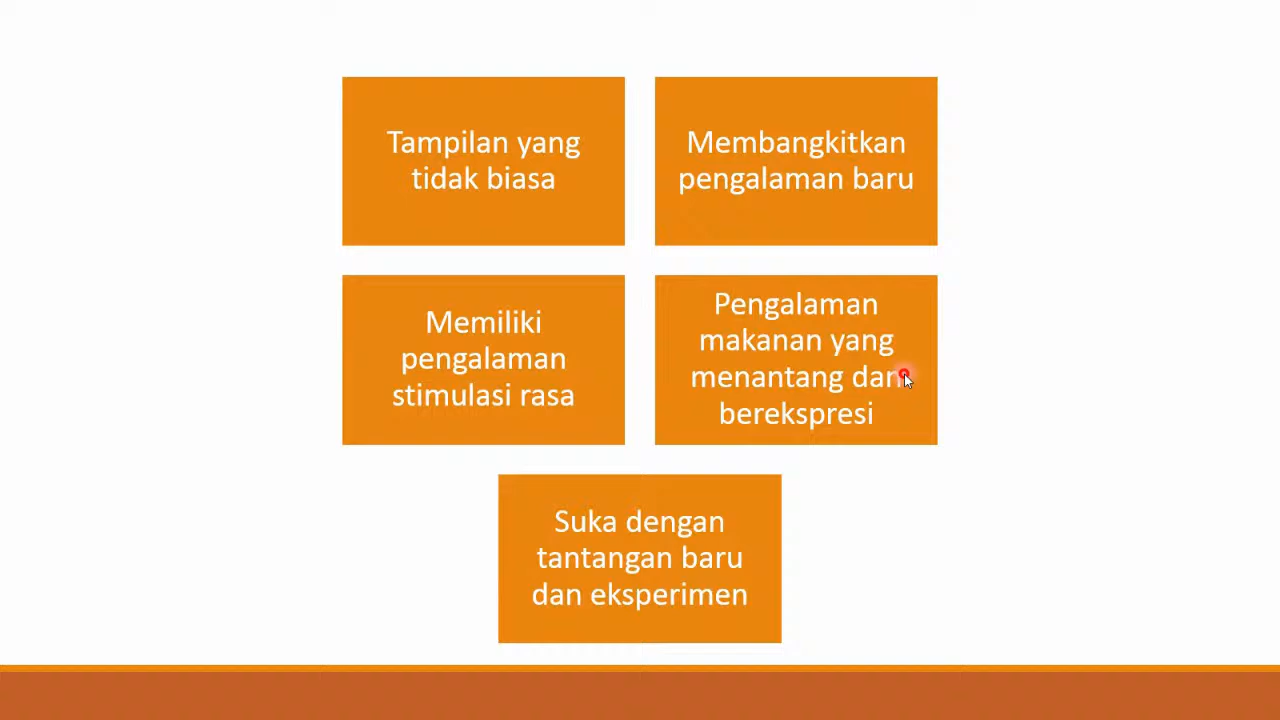 Tampilan yang
tidak biasa
Membangkitkan
pengalaman baru
Memiliki
pengalaman
stimulasi rasa
Pengalaman
makanan yang
menantang dan
berekspresi
Suka dengan
tantangan baru
dan eksperimen